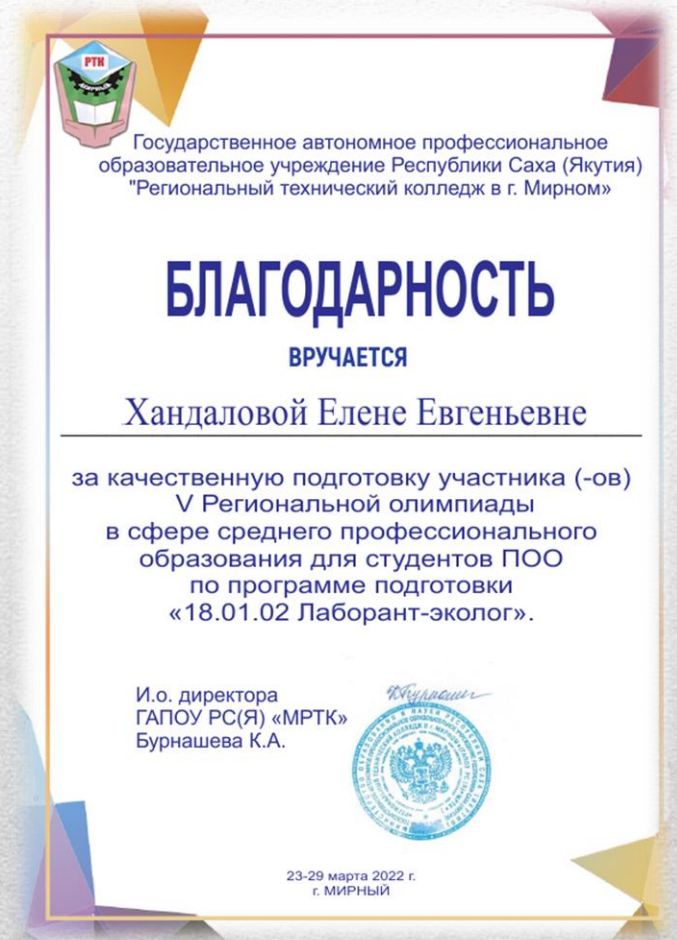 РТК
МИРНЫЙ
Государственное автономное профессиональное
образовательное учреждение Республики Саха (Якутия)
"Региональный технический колледж в г. Мирном»
БЛАГОДАРНОСТЬ
ВРУЧАЕТСЯ
Хандаловой Елене Евгеньевне
за качественную подготовку участника (-ов)
V Региональной олимпиады
в сфере среднего профессионального
образования для студентов ПОО
по программе подготовки
«18.01.02 Лаборант-эколог».
И.о. директора
ГАПОУ РС(Я) «МРТК»
Бурнашева К.А.
23-29 марта 2022 г.
г. МИРНЫЙ